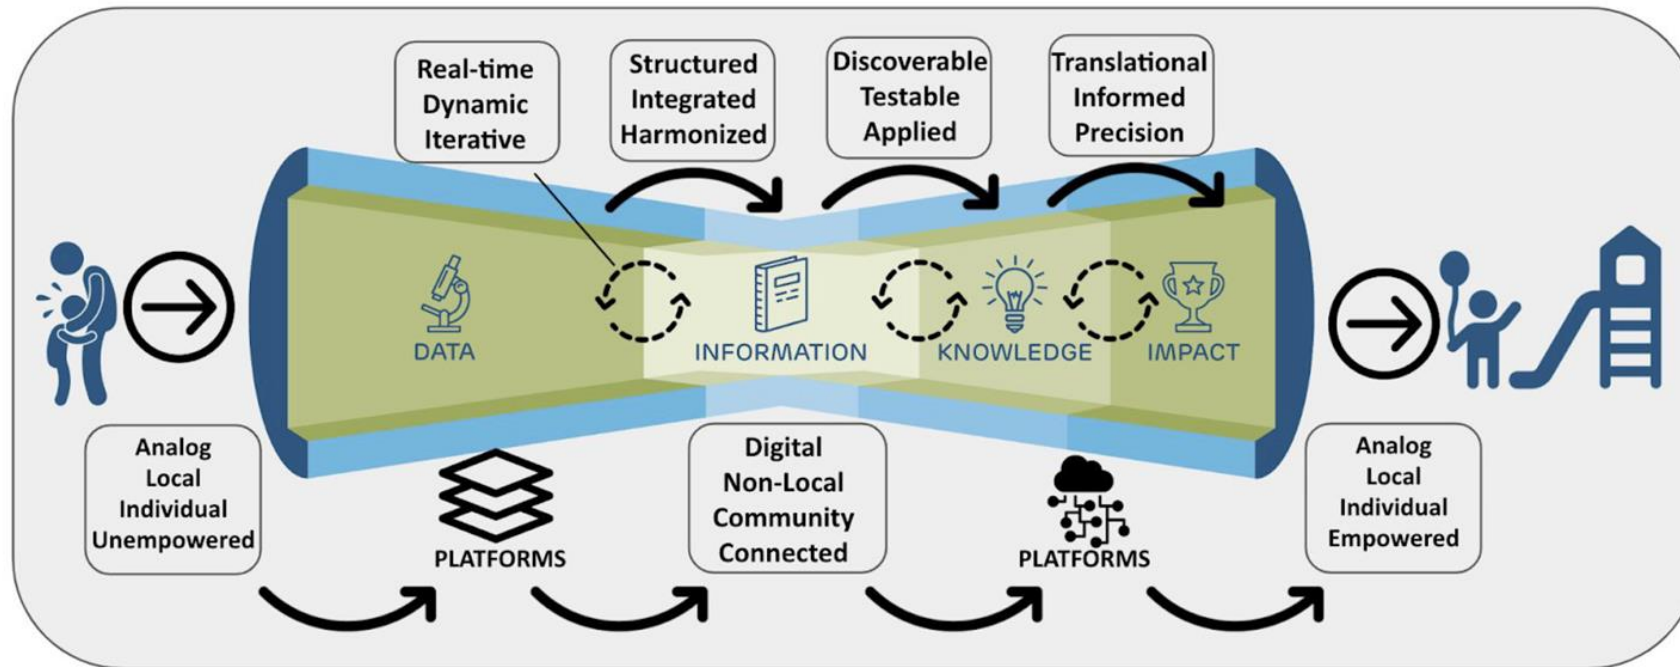 Real-time
Dynamic
Iterative
Structured
Integrated
Harmonized
Discoverable
Testable
Applied
Translational
Informed
Precision
DATA
INFORMATION
KNOWLEDGE
IMPACT
Analog
Local
Individual
Unempowered
PLATFORMS
Digital
Non-Local
Community
Connected
PLATFORMS
Analog
Local
Individual
Empowered